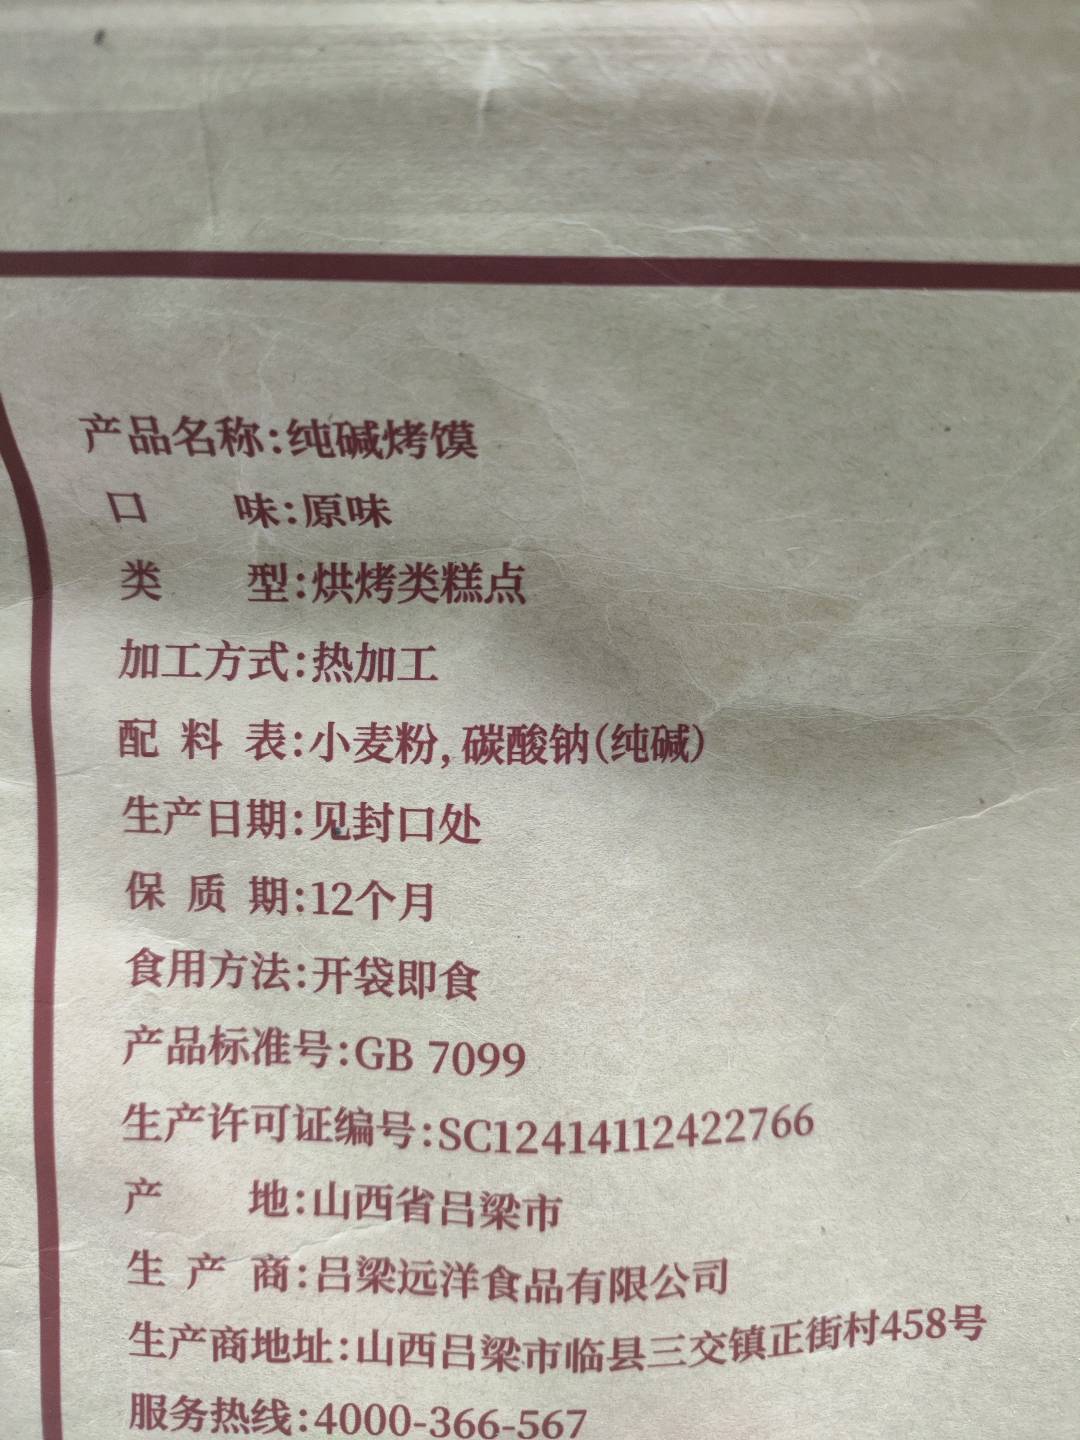 产品名称:纯碱烤馍
口味:原味
类型:烘烤类糕点
加工方式:热加工
配料表:小麦粉,碳酸钠(纯碱)
生产日期:见封口处
保质期:12个月
食用方法:开袋即食
产品标准号:GB 7099
生产许可证编号:SC12414112422766
产地:山西省吕梁市
生产商:吕梁远洋食品有限公司
生产商地址:山西吕梁市临县三交镇正街村458号
服务热线:4000-366-567